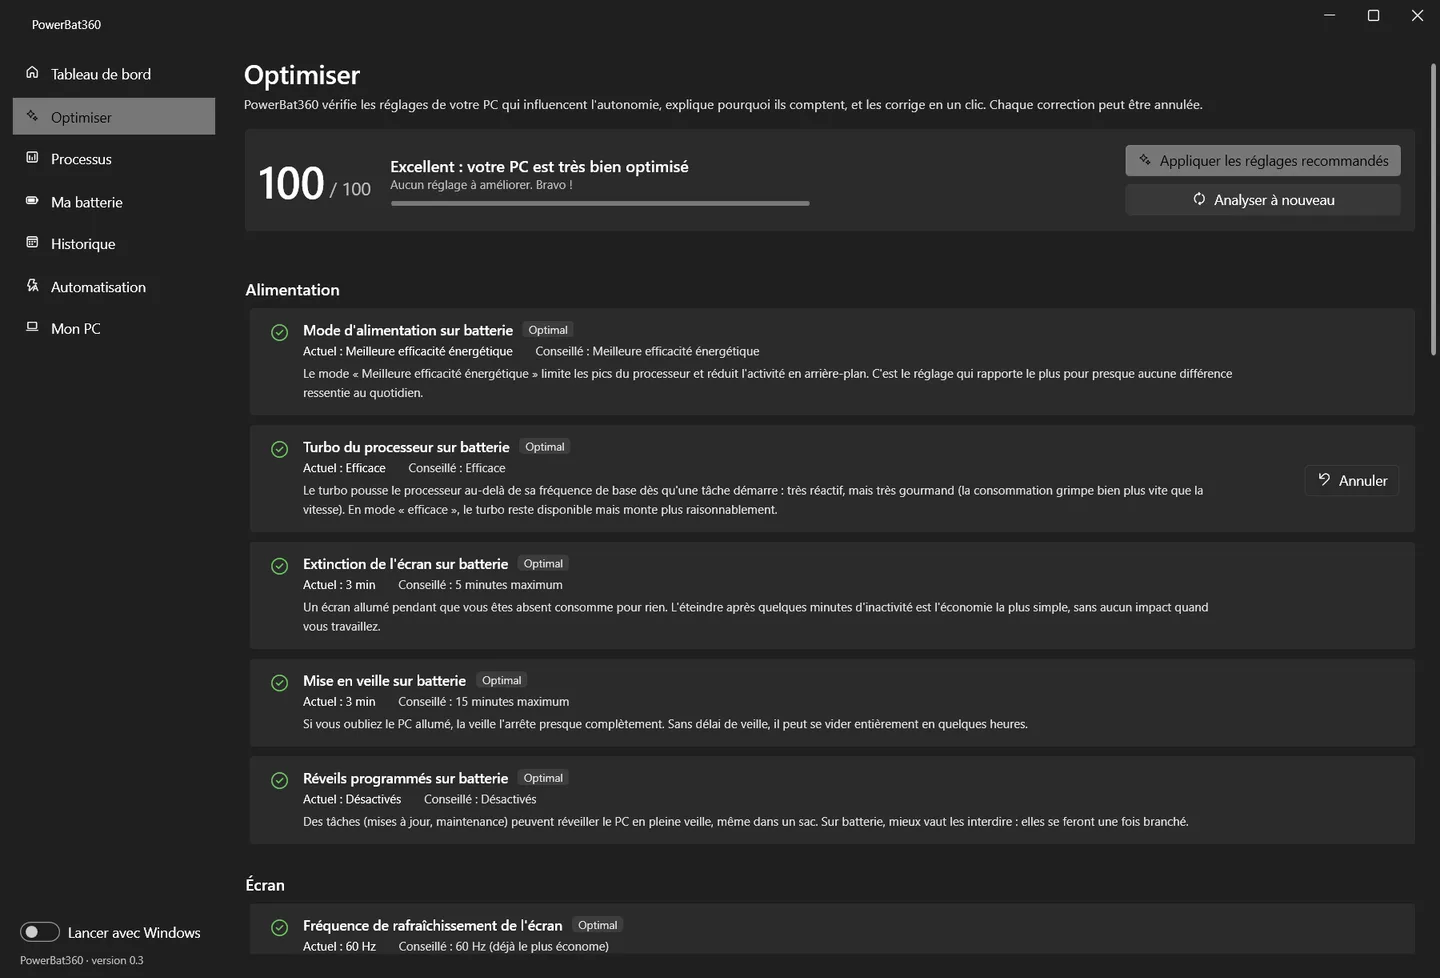 PowerBat360
Tableau de bord
Optimiser
Processus
Ma batterie
Historique
Automatisation
Mon PC
Lancer avec Windows
PowerBat360 · version 0.3
Optimiser
PowerBat360 vérifie les réglages de votre PC qui influencent l'autonomie, explique pourquoi ils comptent, et les corrige en un clic. Chaque correction peut être annulée.
100 / 100
Excellent : votre PC est très bien optimisé
Aucun réglage à améliorer. Bravo !
Appliquer les réglages recommandés
Analyser à nouveau
Alimentation
Mode d'alimentation sur batterie Optimal
Actuel : Meilleure efficacité énergétique Conseillé : Meilleure efficacité énergétique
Le mode « Meilleure efficacité énergétique » limite les pics du processeur et réduit l'activité en arrière-plan. C'est le réglage qui rapporte le plus pour presque aucune différence
ressentie au quotidien.
Turbo du processeur sur batterie Optimal
Actuel : Efficace Conseillé : Efficace
Le turbo pousse le processeur au-delà de sa fréquence de base dès qu'une tâche démarre : très réactif, mais très gourmand (la consommation grimpe bien plus vite que la
vitesse). En mode « efficace », le turbo reste disponible mais monte plus raisonnablement.
Annuler
Extinction de l'écran sur batterie Optimal
Actuel : 3 min Conseillé : 5 minutes maximum
Un écran allumé pendant que vous êtes absent consomme pour rien. L'éteindre après quelques minutes d'inactivité est l'économie la plus simple, sans aucun impact quand
vous travaillez.
Mise en veille sur batterie Optimal
Actuel : 3 min Conseillé : 15 minutes maximum
Si vous oubliez le PC allumé, la veille l'arrête presque complètement. Sans délai de veille, il peut se vider entièrement en quelques heures.
Réveils programmés sur batterie Optimal
Actuel : Désactivés Conseillé : Désactivés
Des tâches (mises à jour, maintenance) peuvent réveiller le PC en pleine veille, même dans un sac. Sur batterie, mieux vaut les interdire : elles se feront une fois branché.
Écran
Fréquence de rafraîchissement de l'écran Optimal
Actuel : 60 Hz Conseillé : 60 Hz (déjà le plus économe)